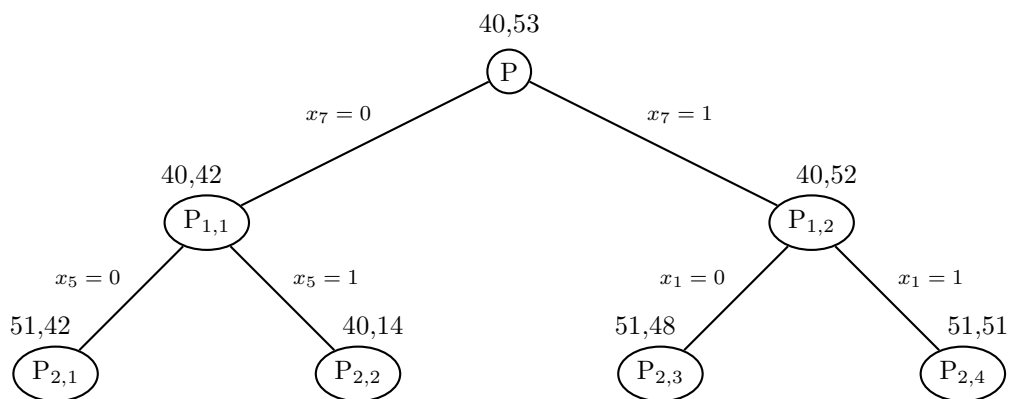 40,53
P
x₇ = 0
x₇ = 1
40,42
40,52
P₁,₁
P₁,₂
x₅ = 0
x₅ = 1
x₁ = 0
x₁ = 1
51,42
40,14
51,48
51,51
P₂,₁
P₂,₂
P₂,₃
P₂,₄